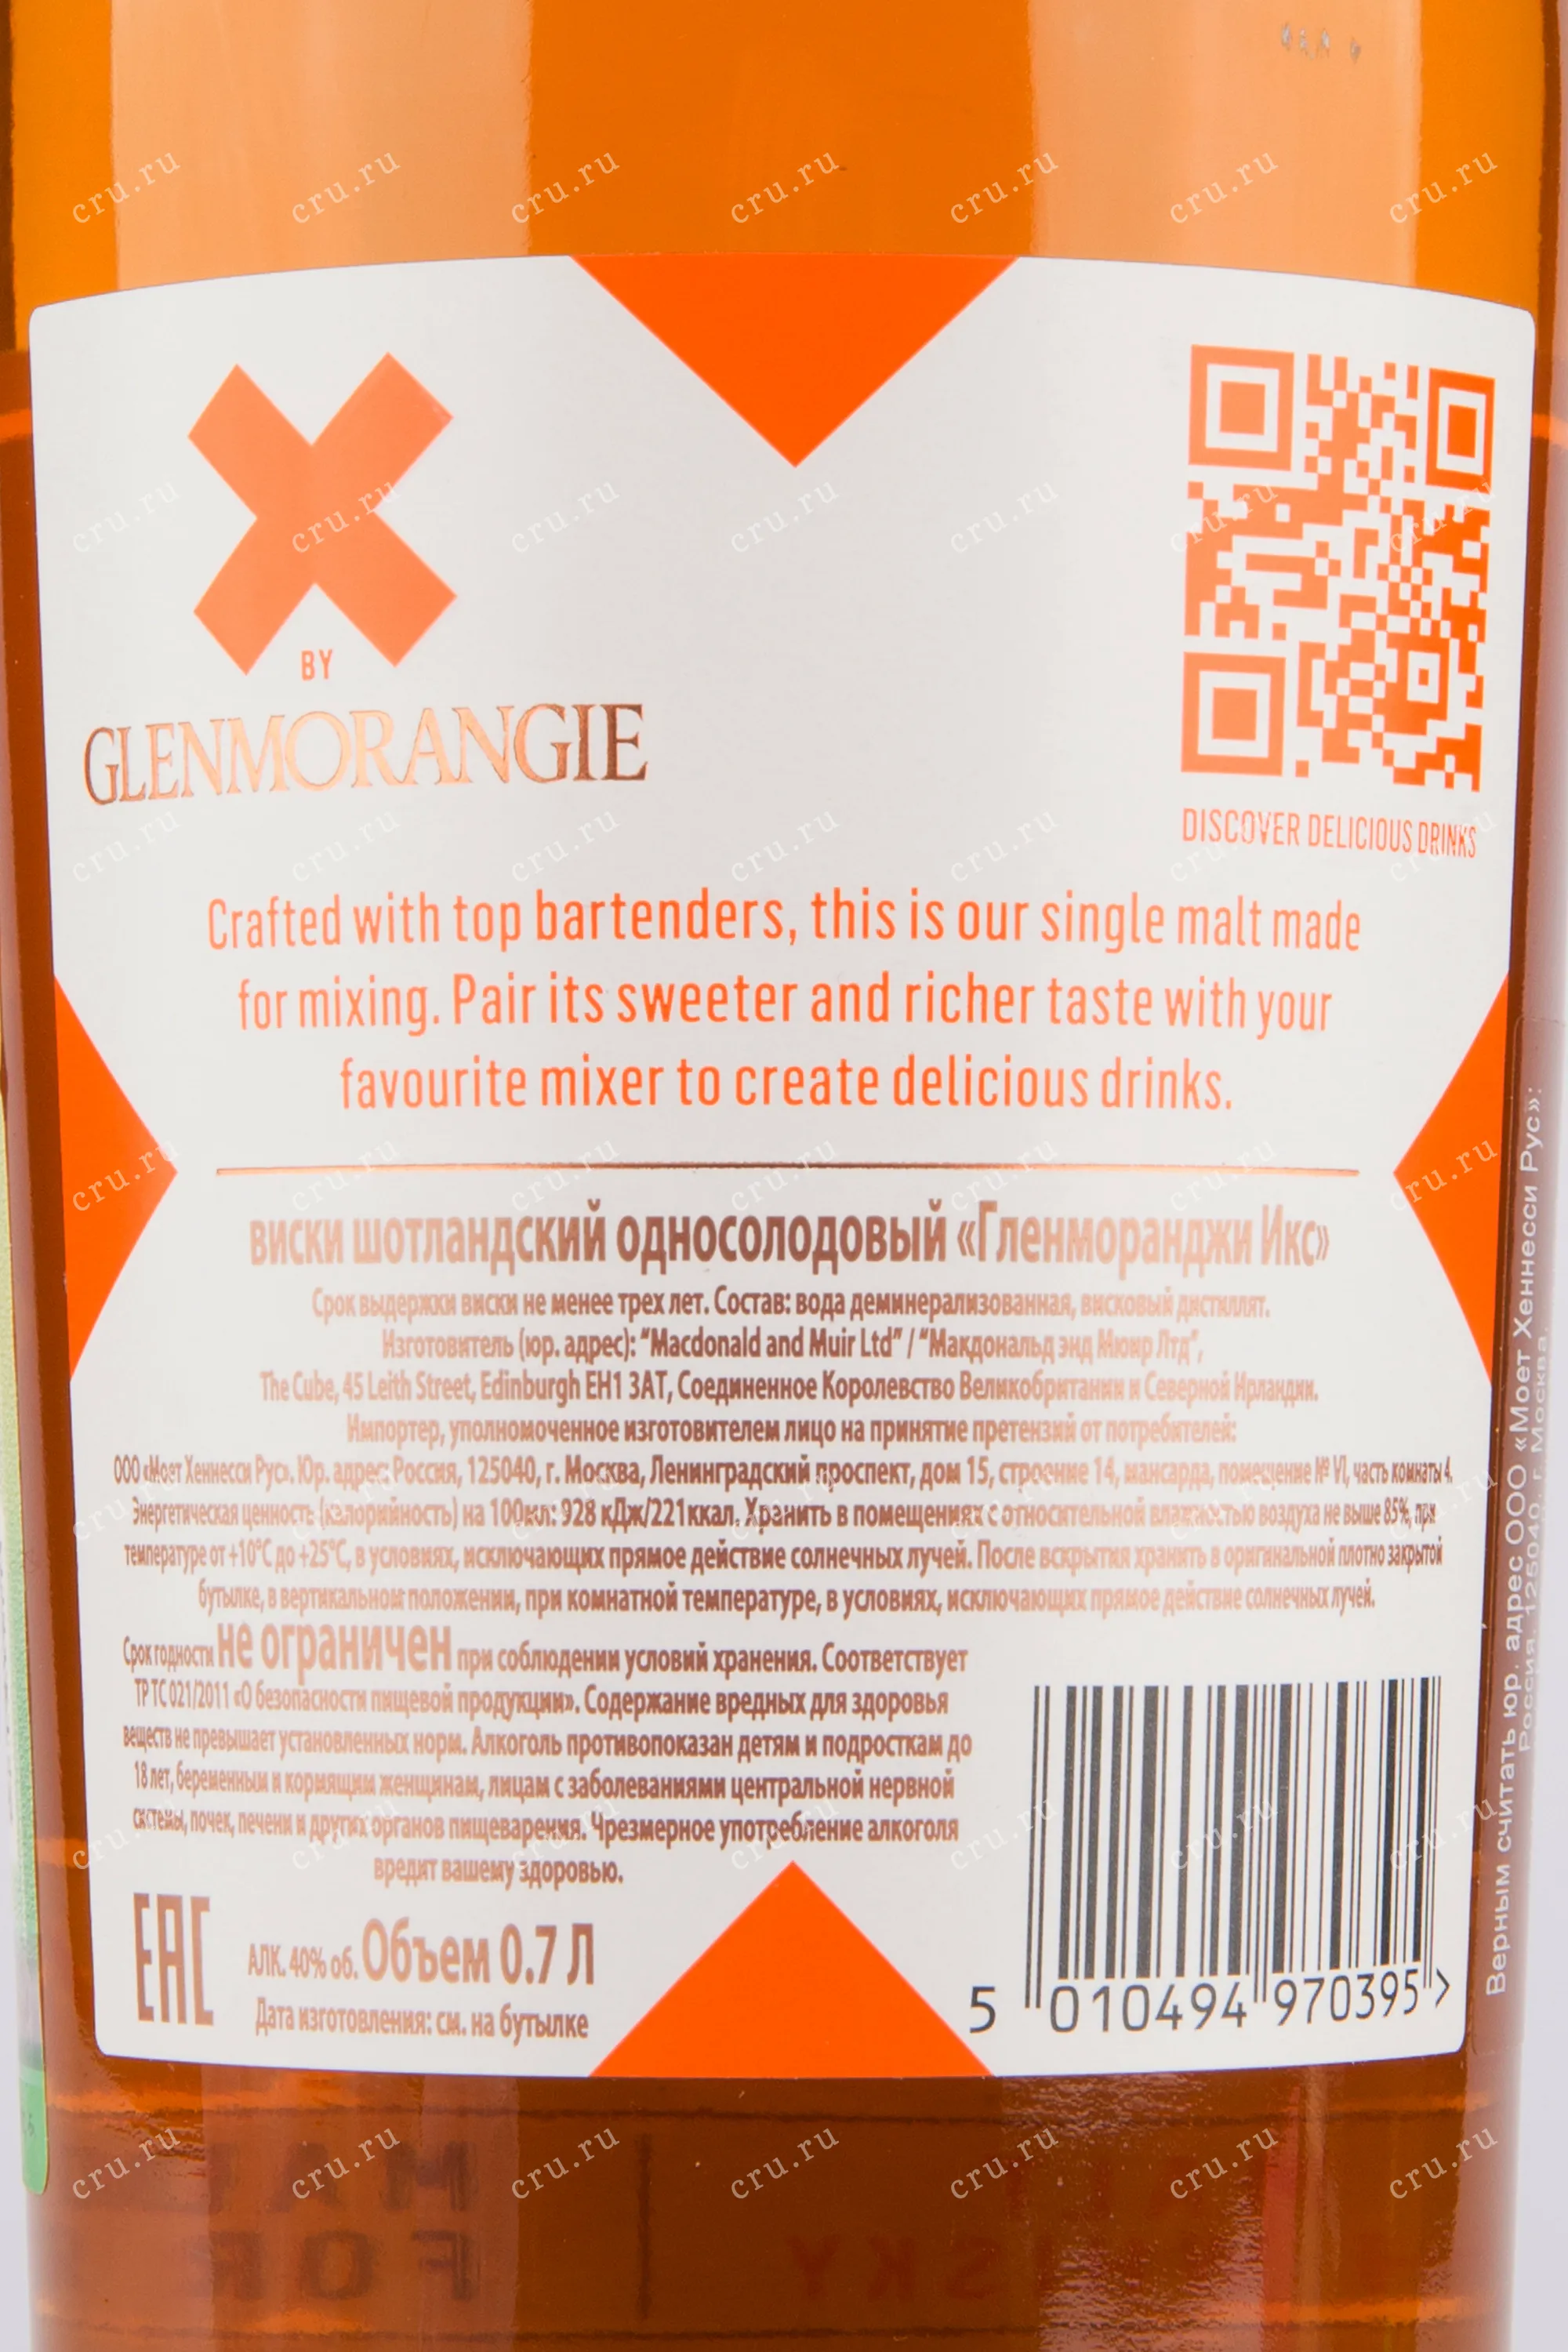 BY
GLENMORANGIE
DISCOVER DELICIOUS DRINKS
Crafted with top bartenders, this is our single malt made
for mixing. Pair its sweeter and richer taste with your
favourite mixer to create delicious drinks.
виски шотландский односолодовый «Гленморанджи Икс»
Срок выдержки виски не менее трех лет. Состав: вода деминерализованная, висковый дистиллят.
Изготовитель (юр. адрес): “Macdonald and Muir Ltd” / “Макдональд энд Мюир Лтд”,
The Cube, 45 Leith Street, Edinburgh EH1 3AT, Соединенное Королевство Великобритании и Северной Ирландии.
Импортер, уполномоченное изготовителем лицо на принятие претензий от потребителей:
ООО «Моет Хеннесси Рус». Юр. адрес: Россия, 125040, г. Москва, Ленинградский проспект, дом 15, строение 14, мансарда, помещение № VI, часть комнаты 4.
Энергетическая ценность (калорийность) на 100мл: 928 кДж/221ккал. Хранить в помещениях с относительной влажностью воздуха не выше 85%, при
температуре от +10°C до +25°C, в условиях, исключающих прямое действие солнечных лучей. После вскрытия хранить в оригинальной плотно закрытой
бутылке, в вертикальном положении, при комнатной температуре, в условиях, исключающих прямое действие солнечных лучей.
Срок годности не ограничен при соблюдении условий хранения. Соответствует
ТР ТС 021/2011 «О безопасности пищевой продукции». Содержание вредных для здоровья
веществ не превышает установленных норм. Алкоголь противопоказан детям и подросткам до
18 лет, беременным и кормящим женщинам, лицам с заболеваниями центральной нервной
системы, почек, печени и других органов пищеварения. Чрезмерное употребление алкоголя
вредит вашему здоровью.
EAC
АЛК. 40% об. Объем 0.7 Л
Дата изготовления: см. на бутылке
5 010494 970395 >
Верным считать юр. адрес ООО «Моет Хеннесси Рус»:
Россия, 125040, г. Москва,
cru.ru